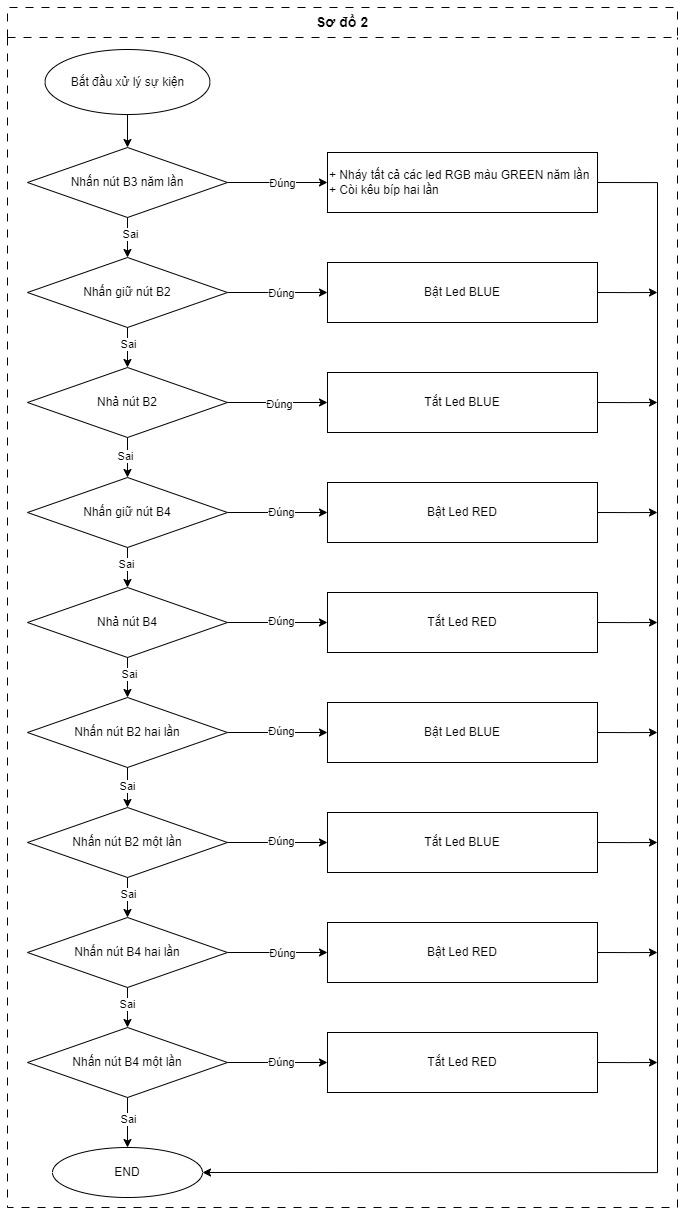 Sơ đồ 2
Bắt đầu xử lý sự kiện
Nhấn nút B3 năm lần
Đúng
+ Nháy tất cả các led RGB màu GREEN năm lần
+ Còi kêu bíp hai lần
Sai
Nhấn giữ nút B2
Đúng
Bật Led BLUE
Sai
Nhả nút B2
Đúng
Tắt Led BLUE
Sai
Nhấn giữ nút B4
Đúng
Bật Led RED
Sai
Nhả nút B4
Đúng
Tắt Led RED
Sai
Nhấn nút B2 hai lần
Đúng
Bật Led BLUE
Sai
Nhấn nút B2 một lần
Đúng
Tắt Led BLUE
Sai
Nhấn nút B4 hai lần
Đúng
Bật Led RED
Sai
Nhấn nút B4 một lần
Đúng
Tắt Led RED
Sai
END